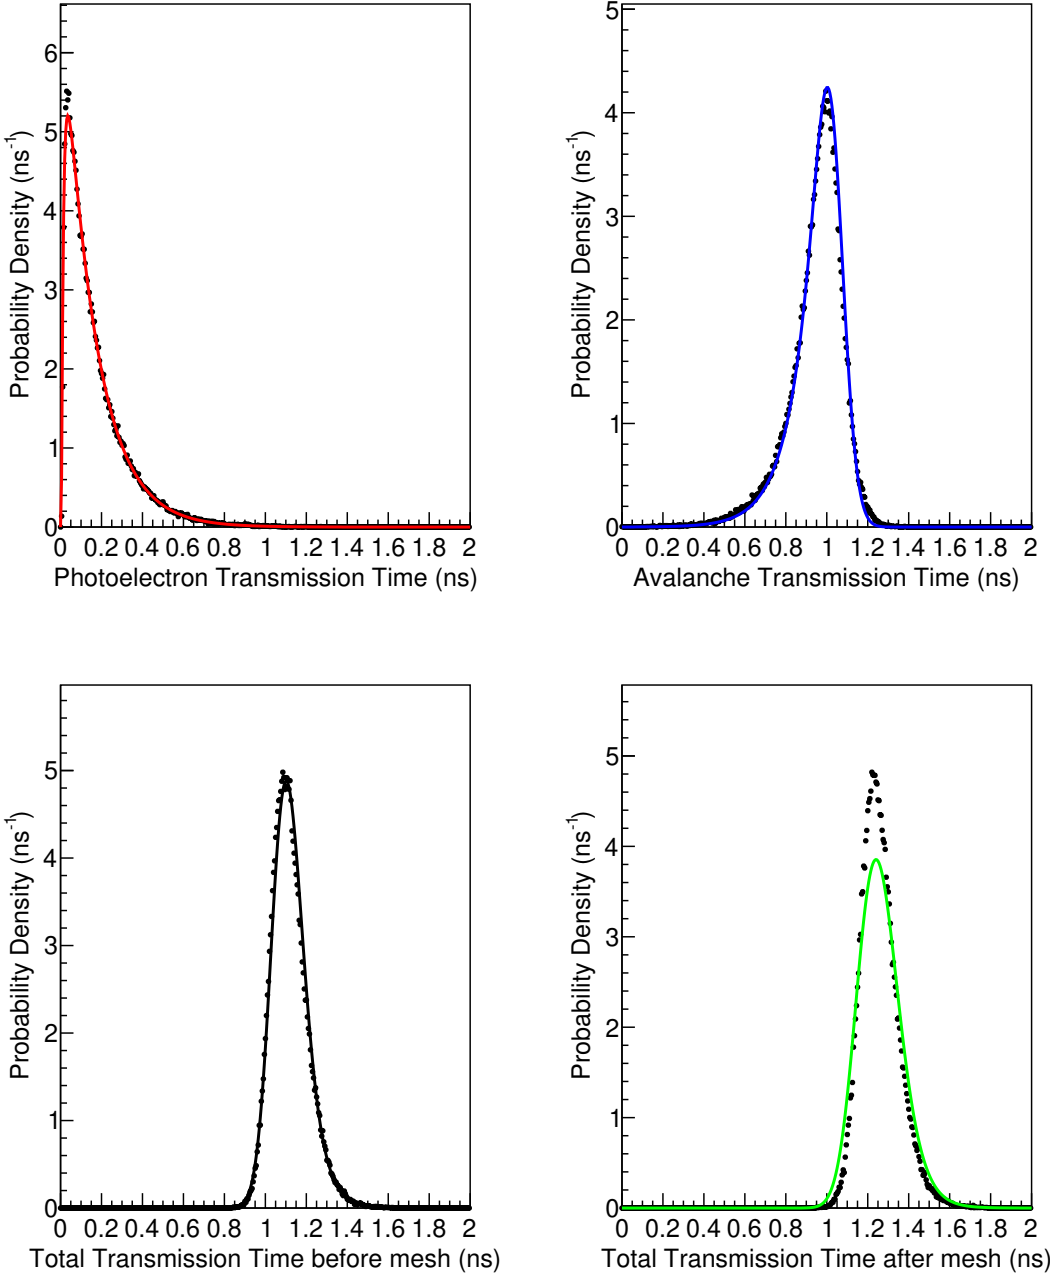 Probability Density (ns⁻¹)
6
5
4
3
2
1
0
0 0.2 0.4 0.6 0.8 1 1.2 1.4 1.6 1.8 2
Photoelectron Transmission Time (ns)
Probability Density (ns⁻¹)
5
4
3
2
1
0
0 0.2 0.4 0.6 0.8 1 1.2 1.4 1.6 1.8 2
Avalanche Transmission Time (ns)
Probability Density (ns⁻¹)
5
4
3
2
1
0
0 0.2 0.4 0.6 0.8 1 1.2 1.4 1.6 1.8 2
Total Transmission Time before mesh (ns)
Probability Density (ns⁻¹)
5
4
3
2
1
0
0 0.2 0.4 0.6 0.8 1 1.2 1.4 1.6 1.8 2
Total Transmission Time after mesh (ns)